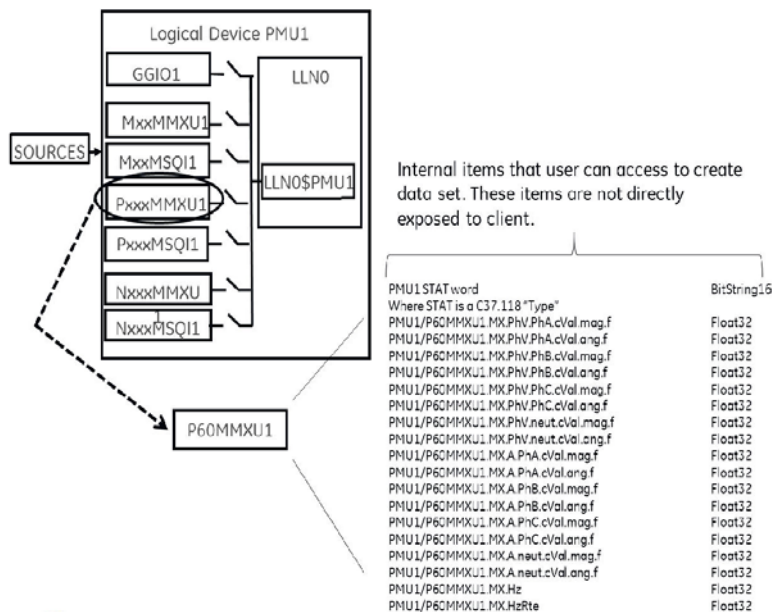 Logical Device PMU1
GGIO1
LLN0
MxxMMXU1
SOURCES
MxxMSQI1
LLN0$PMU1
PxxxMMXU1
PxxxMSQI1
NxxxMMXU
1
NxxxMSQI1
P60MMXU1
Internal items that user can access to create
data set. These items are not directly
exposed to client.
PMU1 STAT word BitString16
Where STAT is a C37.118 "Type"
PMU1/P60MMXU1.MX.PhV.PhA.cVal.mag.f Float32
PMU1/P60MMXU1.MX.PhV.PhA.cVal.ang.f Float32
PMU1/P60MMXU1.MX.PhV.PhB.cVal.mag.f Float32
PMU1/P60MMXU1.MX.PhV.PhB.cVal.ang.f Float32
PMU1/P60MMXU1.MX.PhV.PhC.cVal.mag.f Float32
PMU1/P60MMXU1.MX.PhV.PhC.cVal.ang.f Float32
PMU1/P60MMXU1.MX.PhV.neut.cVal.mag.f Float32
PMU1/P60MMXU1.MX.PhV.neut.cVal.ang.f Float32
PMU1/P60MMXU1.MX.A.PhA.cVal.mag.f Float32
PMU1/P60MMXU1.MX.A.PhA.cVal.ang.f Float32
PMU1/P60MMXU1.MX.A.PhB.cVal.mag.f Float32
PMU1/P60MMXU1.MX.A.PhB.cVal.ang.f Float32
PMU1/P60MMXU1.MX.A.PhC.cVal.mag.f Float32
PMU1/P60MMXU1.MX.A.PhC.cVal.ang.f Float32
PMU1/P60MMXU1.MX.A.neut.cVal.mag.f Float32
PMU1/P60MMXU1.MX.A.neut.cVal.ang.f Float32
PMU1/P60MMXU1.MX.Hz Float32
PMU1/P60MMXU1.MX.HzRte Float32